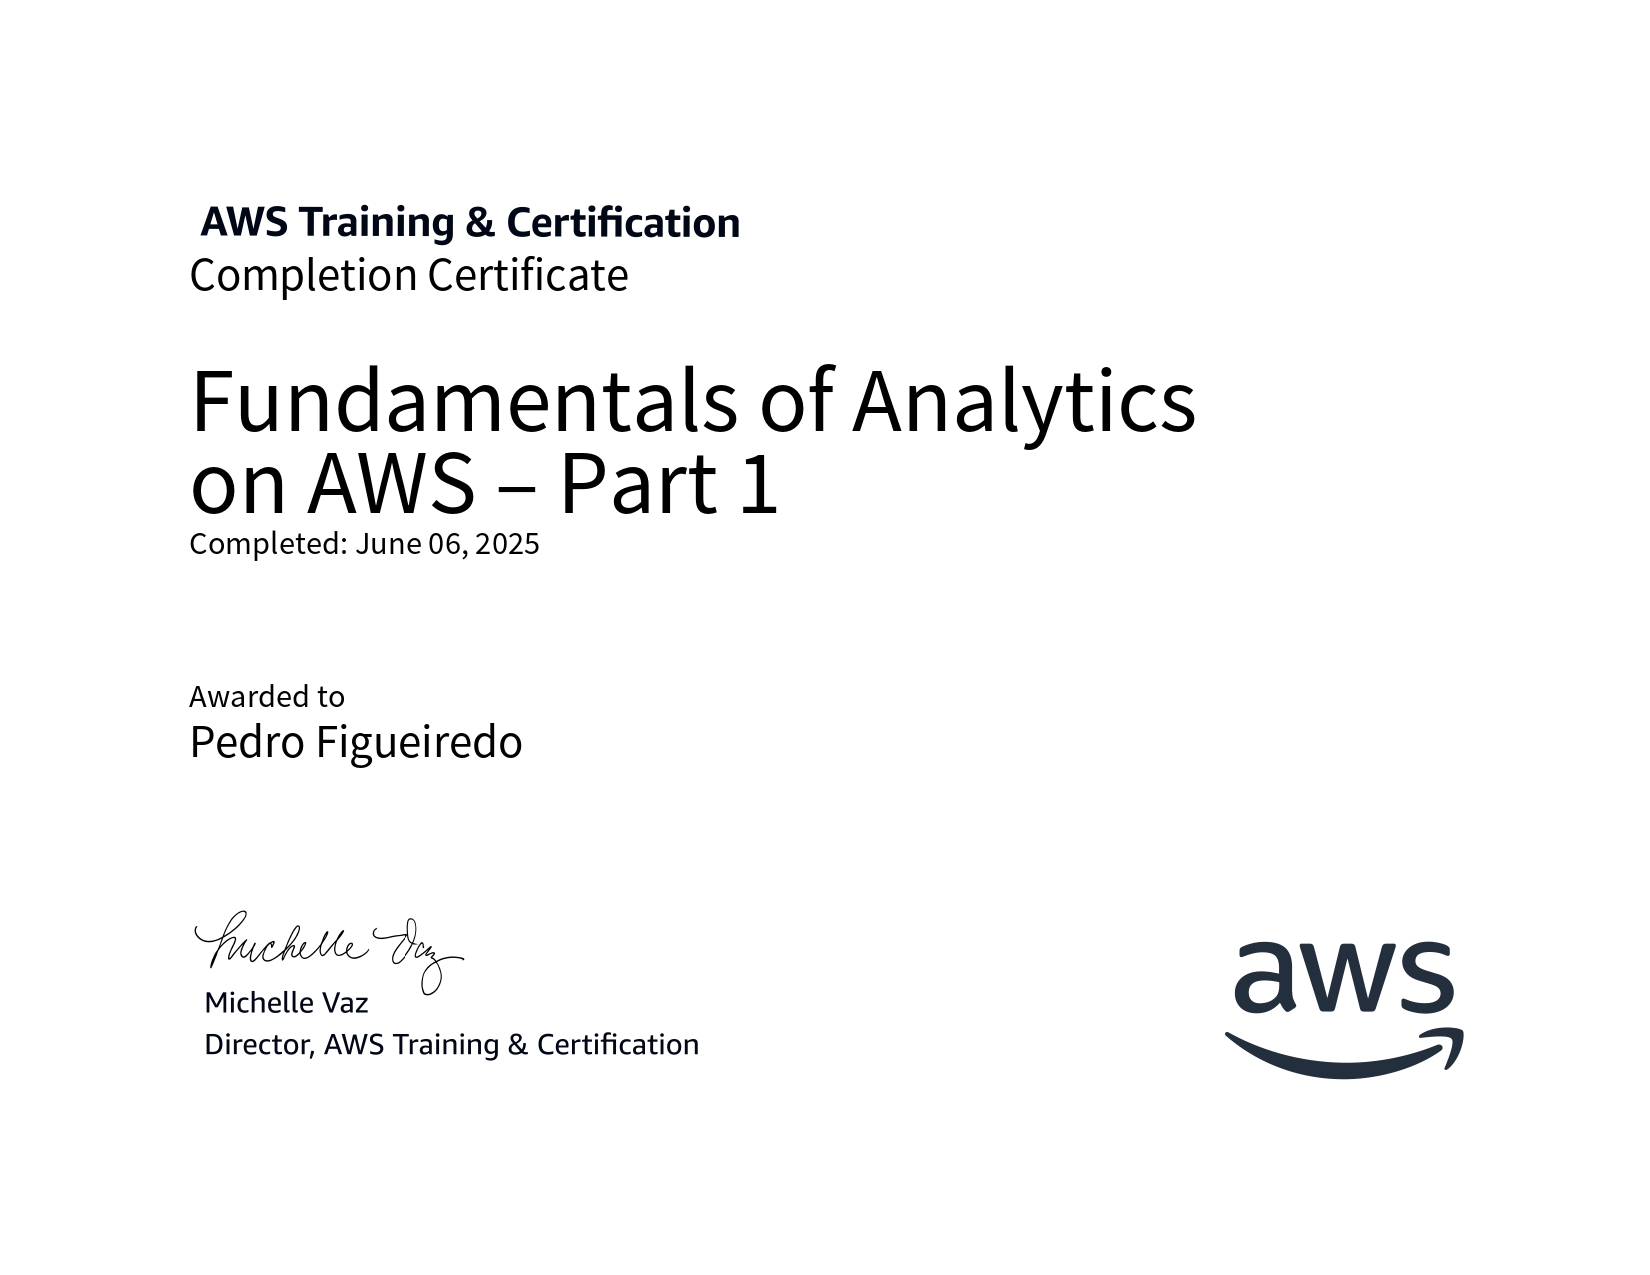 AWS Training & Certification
Completion Certificate
Fundamentals of Analytics
on AWS – Part 1
Completed: June 06, 2025
Awarded to
Pedro Figueiredo
Michelle Vaz
Michelle Vaz
Director, AWS Training & Certification
aws